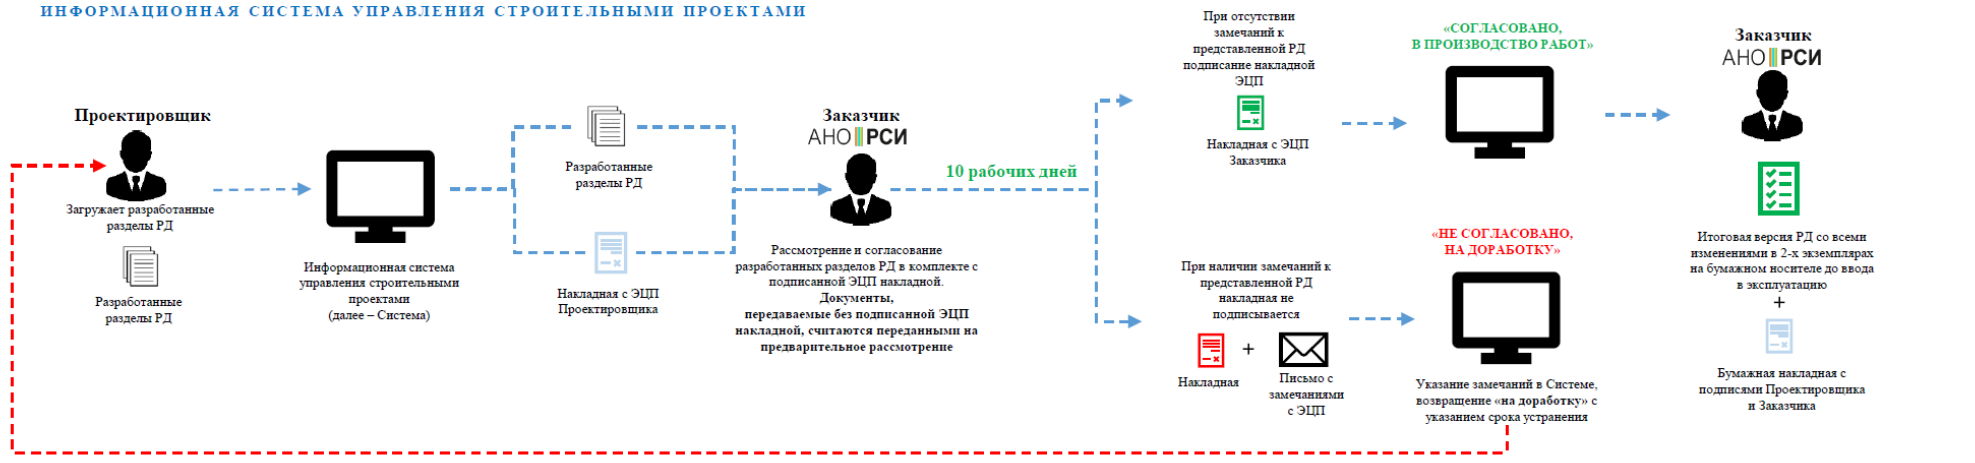 ИНФОРМАЦИОННАЯ СИСТЕМА УПРАВЛЕНИЯ СТРОИТЕЛЬНЫМИ ПРОЕКТАМИ
Проектировщик
Загружает разработанные
разделы РД
Разработанные
разделы РД
Информационная система
управления строительными
проектами
(далее – Система)
Разработанные
разделы РД
Накладная с ЭЦП
Проектировщика
Заказчик
АНО РСИ
Рассмотрение и согласование
разработанных разделов РД в комплекте с
подписанной ЭЦП накладной.
Документы,
передаваемые без подписанной ЭЦП
накладной, считаются переданными на
предварительное рассмотрение
10 рабочих дней
При отсутствии
замечаний к
представленной РД
подписание накладной
ЭЦП
Накладная с ЭЦП
Заказчика
«СОГЛАСОВАНО,
В ПРОИЗВОДСТВО РАБОТ»
Заказчик
АНО РСИ
Итоговая версия РД со всеми
изменениями в 2-х экземплярах
на бумажном носителе до ввода
в эксплуатацию
+
Бумажная накладная с
подписями Проектировщика
и Заказчика
При наличии замечаний к
представленной РД
накладная не
подписывается
Накладная
+
Письмо с
замечаниями
с ЭЦП
«НЕ СОГЛАСОВАНО,
НА ДОРАБОТКУ»
Указание замечаний в Системе,
возвращение «на доработку» с
указанием срока устранения